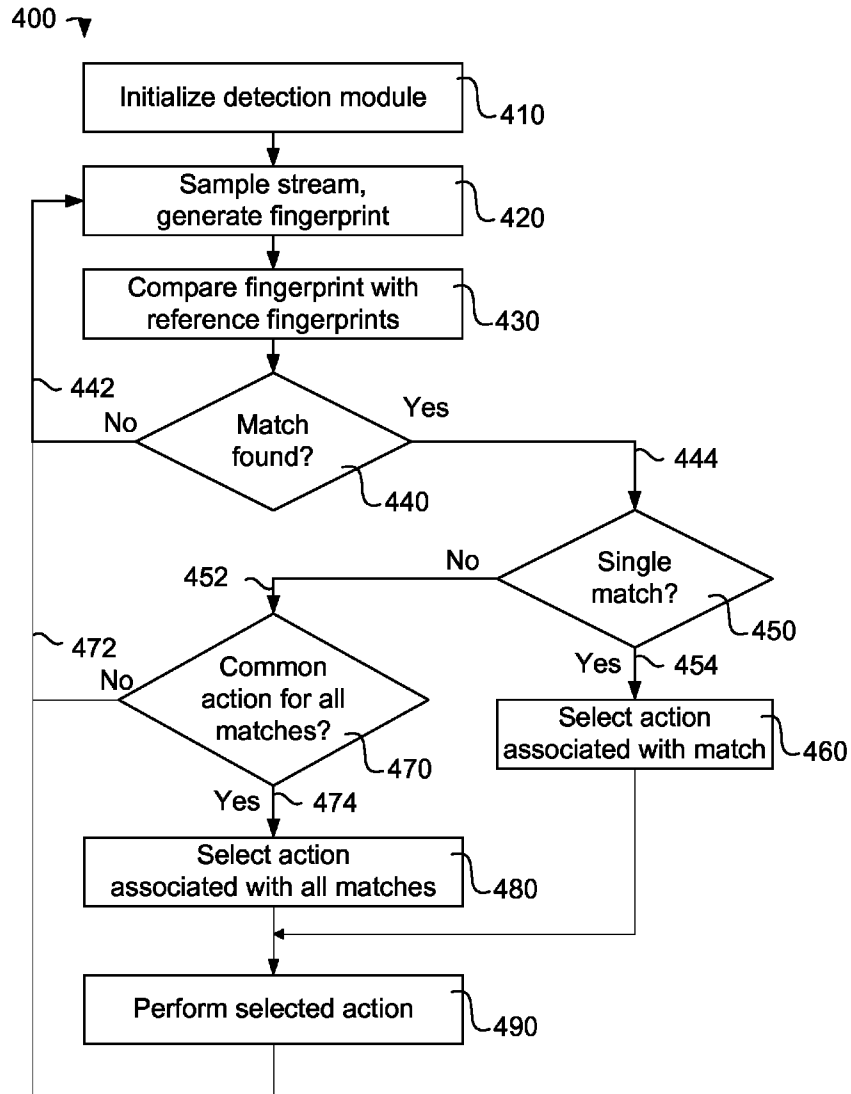 400
Initialize detection module
410
Sample stream,
generate fingerprint
420
Compare fingerprint with
reference fingerprints
430
442
No
Yes
Match
found?
440
444
452
No
Single
match?
450
472
No
Common
action for all
matches?
470
Yes
454
Select action
associated with match
460
Yes
474
Select action
associated with all matches
480
Perform selected action
490